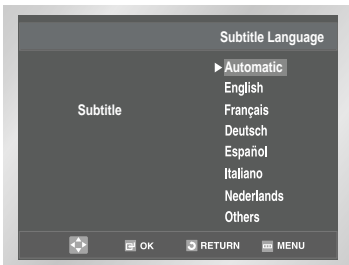 Subtitle Language
Automatic
English
Subtitle
Français
Deutsch
Español
Italiano
Nederlands
Others
OK RETURN MENU